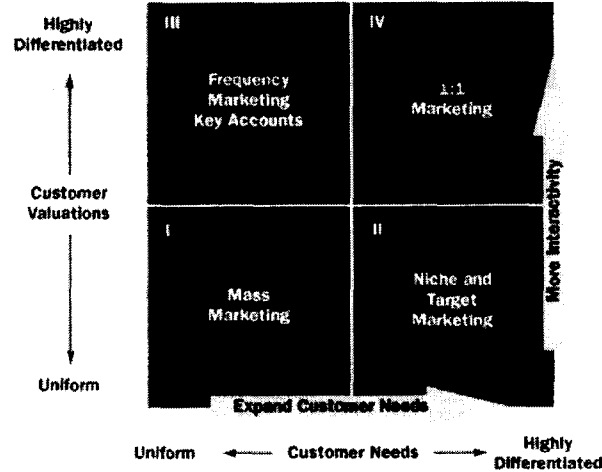 Highly
Differentiated
III
IV
Frequency
Marketing
Key Accounts
1:1
Marketing
Customer
Valuations
More Interactivity
I
II
Mass
Marketing
Niche and
Target
Marketing
Uniform
Expand Customer Needs
Uniform
Customer Needs
Highly
Differentiated